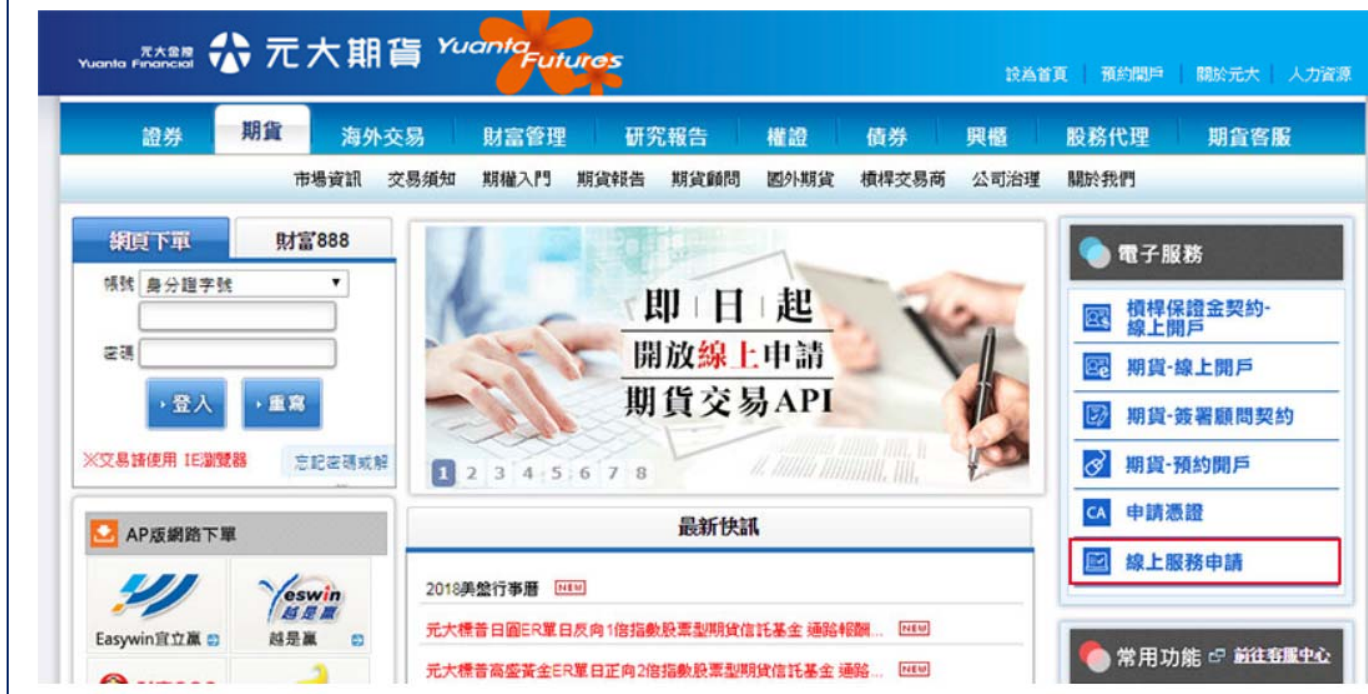 元大金控
Yuanta Financial
元大期貨 Yuanta Futures
設為首頁 預約開戶 關於元大 人力資源
證券 期貨 海外交易 財富管理 研究報告 權證 債券 興櫃 股務代理 期貨客服
市場資訊 交易須知 期權入門 期貨報告 期貨顧問 國外期貨 槓桿交易商 公司治理 關於我們
網頁下單 財富888
帳號 身分證字號
密碼
登入 重寫
※交易請使用 IE瀏覽器 忘記密碼或解
即日起
開放線上申請
期貨交易API
1 2 3 4 5 6 7 8
電子服務
槓桿保證金契約-
線上開戶
期貨-線上開戶
期貨-簽署顧問契約
期貨-預約開戶
CA 申請憑證
線上服務申請
AP版網路下單
Yeswin
越是贏
Easywin宜立贏 越是贏
最新快訊
2018美盤行事曆 NEW
元大標普日圓ER單日反向1倍指數股票型期貨信託基金 通路報酬... NEW
元大標普高盛黃金ER單日正向2倍指數股票型期貨信託基金 通路... NEW
常用功能 前往客服中心